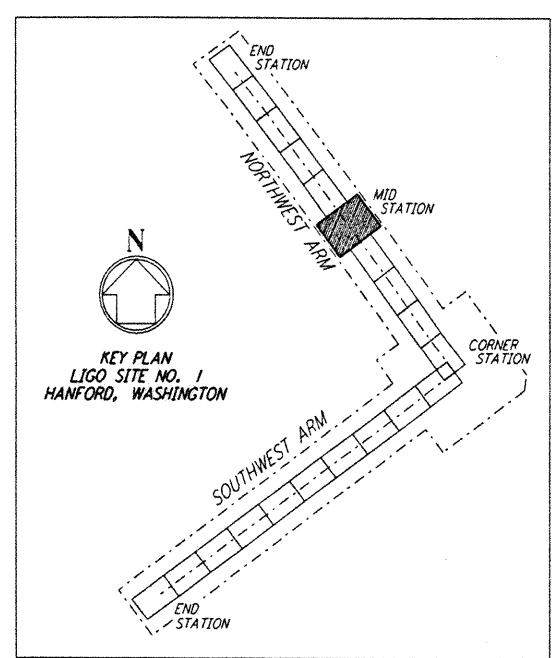 END
STATION
NORTHWEST ARM
MID
STATION
N
KEY PLAN
LIGO SITE NO. 1
HANFORD, WASHINGTON
CORNER
STATION
SOUTHWEST ARM
END
STATION